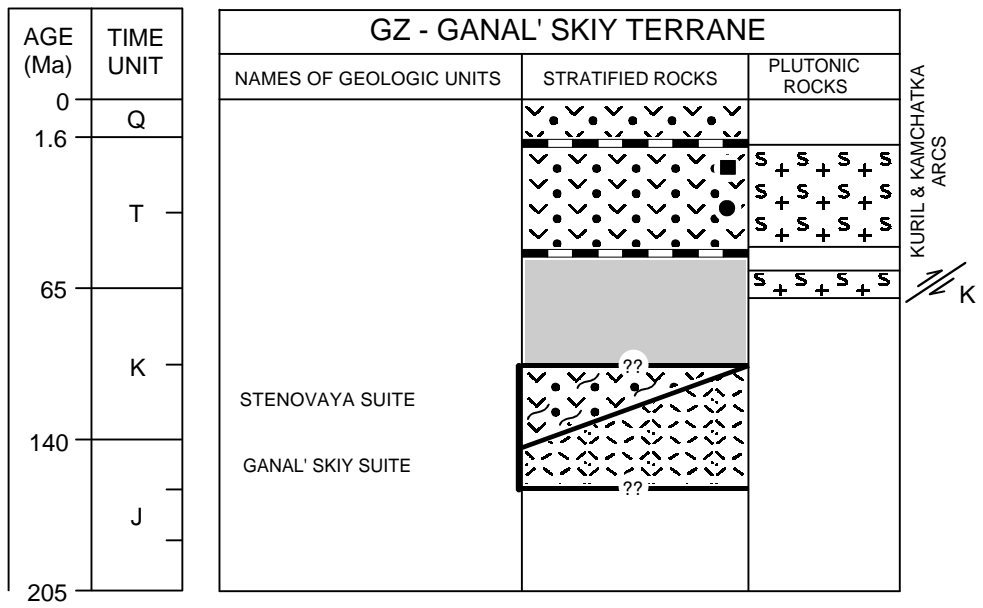 GZ - GANAL' SKIY TERRANE
AGE
(Ma)
TIME
UNIT
NAMES OF GEOLOGIC UNITS
STRATIFIED ROCKS
PLUTONIC
ROCKS
0
Q
1.6
T
65
K
140
J
205
STENOVAYA SUITE
GANAL' SKIY SUITE
??
??
S S S S
S S S S
S S S S
S S S S
KURIL & KAMCHATKA
ARCS
K